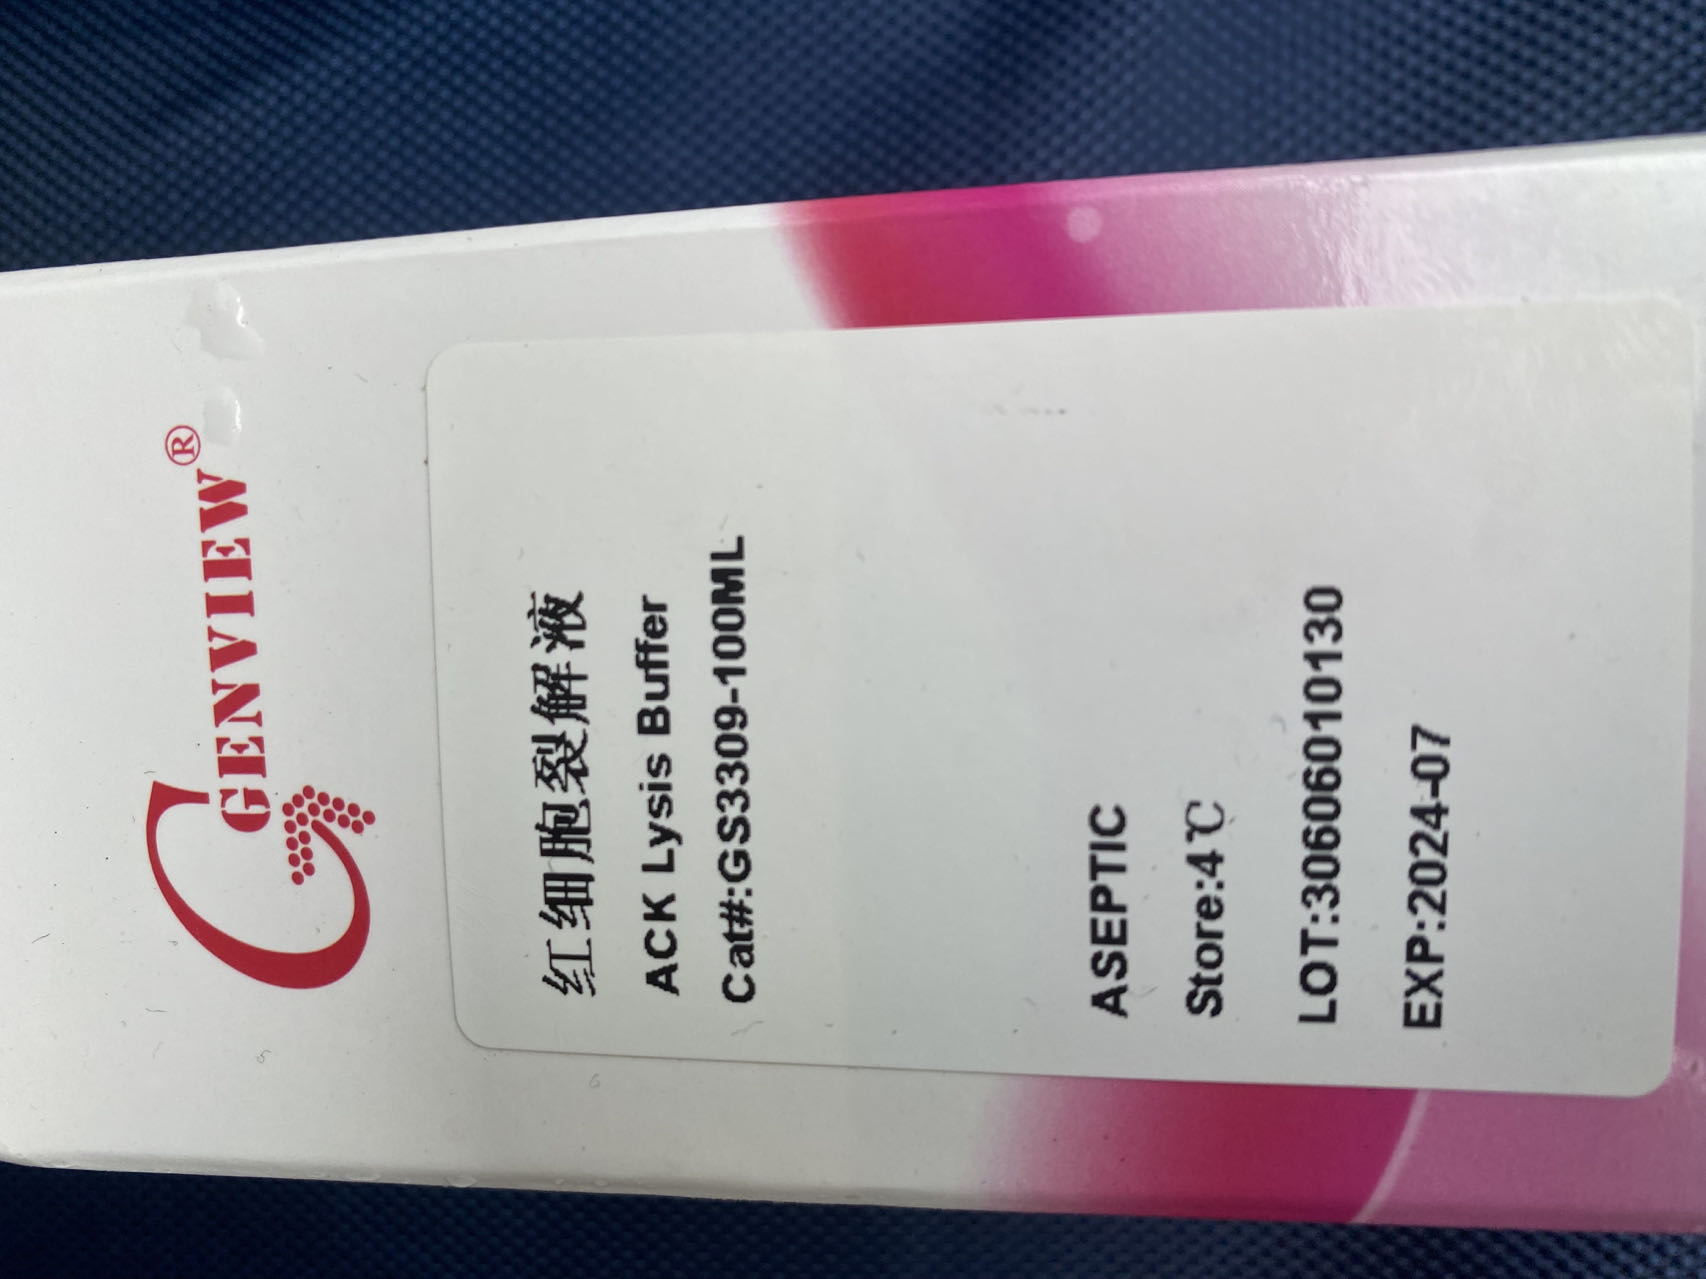 GENVIEW®
红细胞裂解液
ACK Lysis Buffer
Cat#:GS3309-100ML
ASEPTIC
Store:4℃
LOT:30606010130
EXP:2024-07